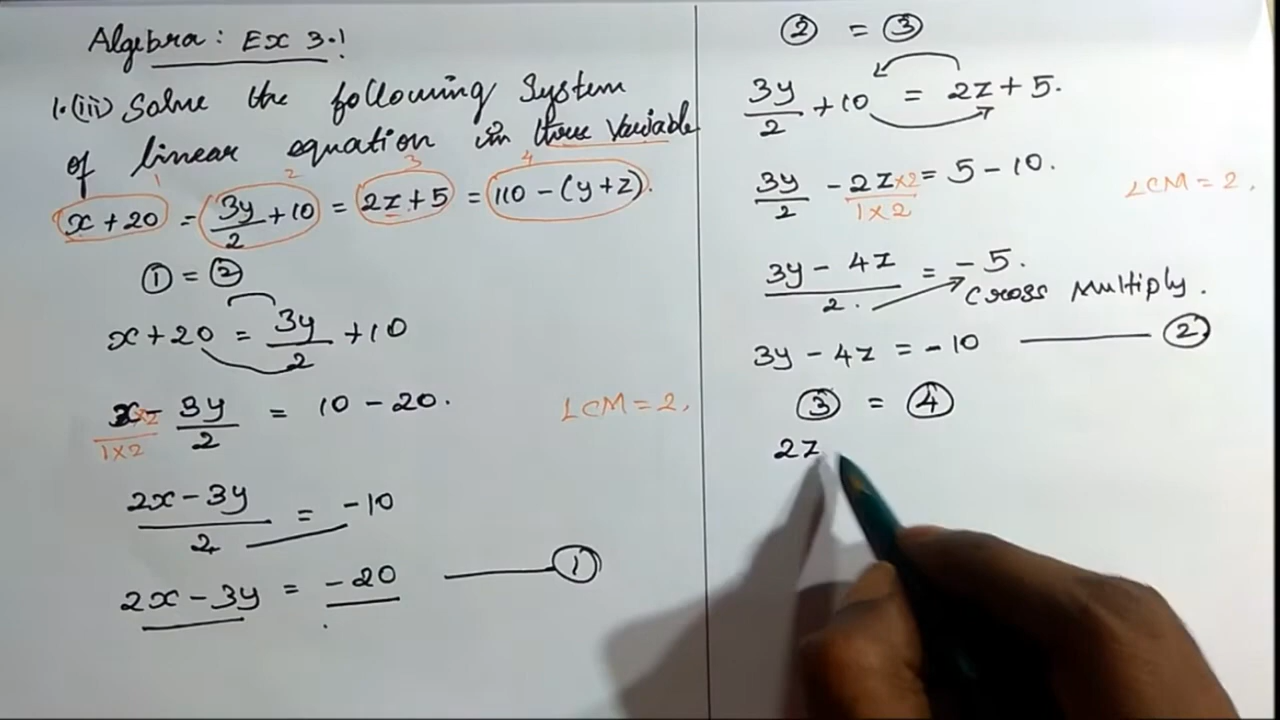 Algebra: Ex 3.1
1.(iii) Solve the following System
of linear equation in three Variable
1 2 3 4
x + 20 = 3y/2 + 10 = 2z + 5 = 110 - (y + z).
① = ②
x + 20 = 3y/2 + 10
x×2/1×2 - 3y/2 = 10 - 20. LCM = 2,
2x - 3y/2 = -10
2x - 3y = -20 ①
② = ③
3y/2 + 10 = 2z + 5.
3y/2 - 2z×2/1×2 = 5 - 10. LCM = 2,
3y - 4z/2. = -5.
Cross Multiply.
3y - 4z = -10 ②
③ = ④
2z